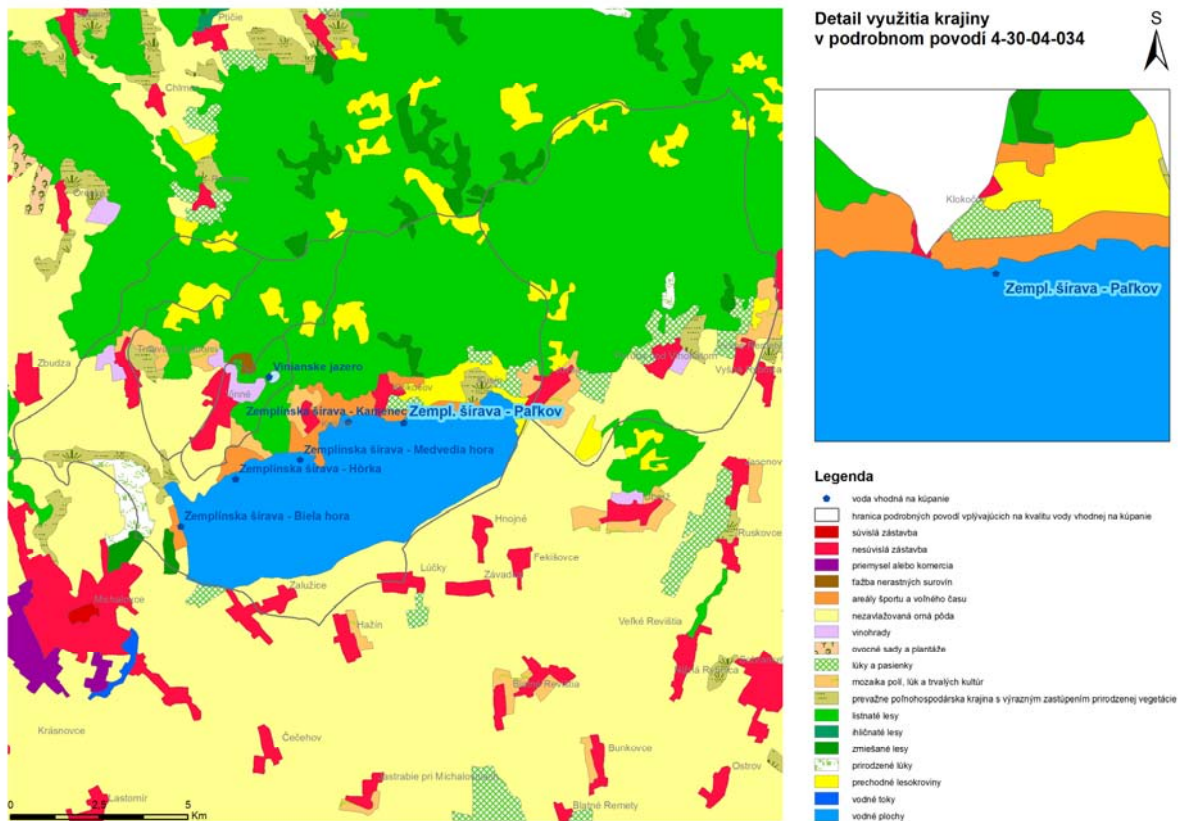 Detail využitia krajiny
v podrobnom povodí 4-30-04-034
S
Ptičie
Chlmec
Klokočov
Zempl. šírava - Paľkov
Zbudza
Vinianske jazero
Zemplínska šírava - Kamenec
Zempl. šírava - Paľkov
Zemplínska šírava - Medvedia hora
Zemplínska šírava - Hôrka
Zemplínska šírava - Biela hora
Hnojné
Fekišovce
Ruskovce
Lúčky
Závadka
Zalužice
Michalovce
Hažín
Veľké Revištia
Krásnovce
Čečehov
Bunkovce
Ostrov
Jastrabie pri Michalovciach
Blatné Remety
Lastomír
0
2,5
5
Km
Legenda
voda vhodná na kúpanie
hranica podrobných povodí vplývajúcich na kvalitu vody vhodnej na kúpanie
súvislá zástavba
nesúvislá zástavba
priemysel alebo komercia
ťažba nerastných surovín
areály športu a voľného času
nezavlažovaná orná pôda
vinohrady
ovocné sady a plantáže
lúky a pasienky
mozaika polí, lúk a trvalých kultúr
prevažne poľnohospodárska krajina s výrazným zastúpením prirodzenej vegetácie
listnaté lesy
ihličnaté lesy
zmiešané lesy
prirodzené lúky
prechodné lesokroviny
vodné toky
vodné plochy